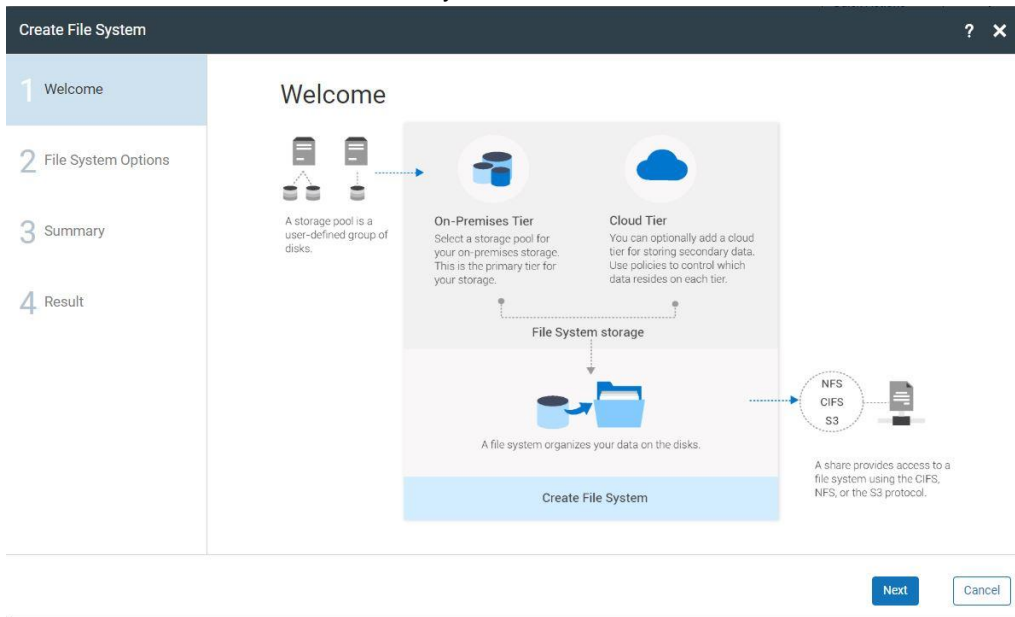 Create File System
? ×
1 Welcome
2 File System Options
3 Summary
4 Result
Welcome
A storage pool is a
user-defined group of
disks.
On-Premises Tier
Select a storage pool for
your on-premises storage.
This is the primary tier for
your storage.
Cloud Tier
You can optionally add a cloud
tier for storing secondary data.
Use policies to control which
data resides on each tier.
File System storage
A file system organizes your data on the disks.
NFS
CIFS
S3
A share provides access to a
file system using the CIFS,
NFS, or the S3 protocol.
Create File System
Next
Cancel